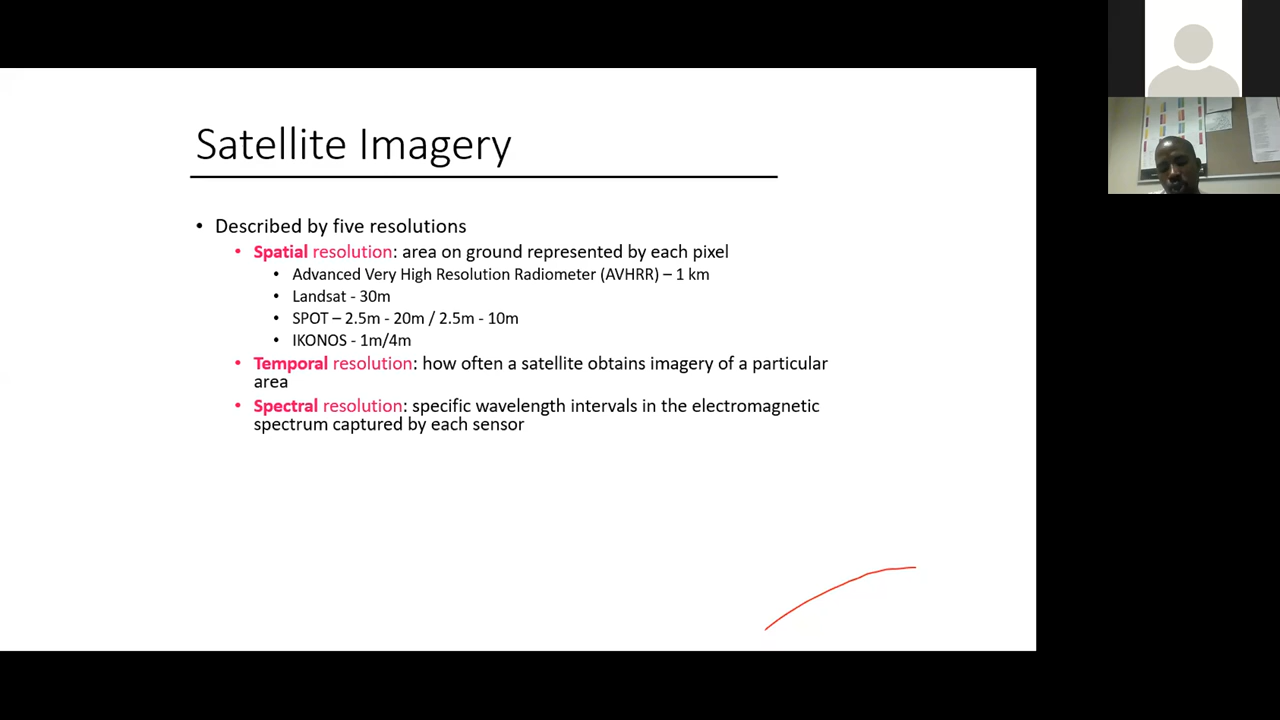 Satellite Imagery
• Described by five resolutions
• Spatial resolution: area on ground represented by each pixel
• Advanced Very High Resolution Radiometer (AVHRR) – 1 km
• Landsat - 30m
• SPOT – 2.5m - 20m / 2.5m - 10m
• IKONOS - 1m/4m
• Temporal resolution: how often a satellite obtains imagery of a particular
area
• Spectral resolution: specific wavelength intervals in the electromagnetic
spectrum captured by each sensor